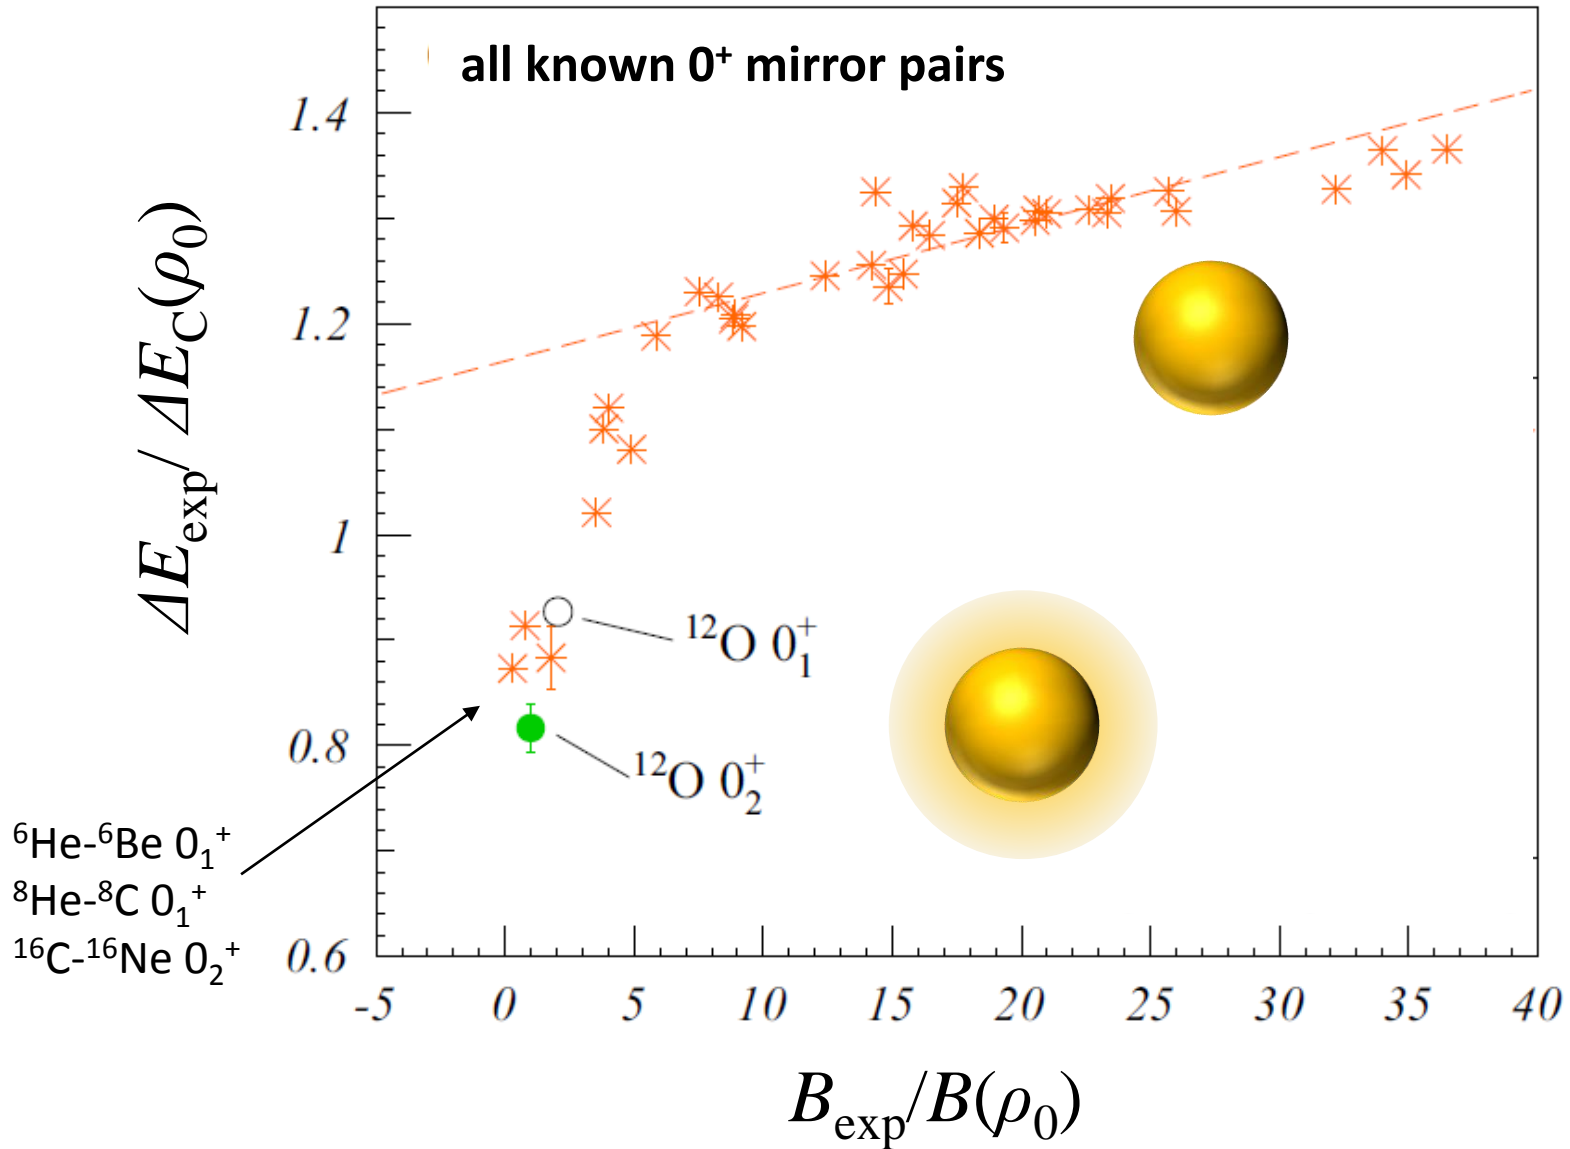 all known 0⁺ mirror pairs
ΔE_exp/ ΔE_C(ρ₀)
1.4
1.2
1
0.8
0.6
¹²O 0₁⁺
¹²O 0₂⁺
⁶He-⁶Be 0₁⁺
⁸He-⁸C 0₁⁺
¹⁶C-¹⁶Ne 0₂⁺
-5 0 5 10 15 20 25 30 35 40
B_exp/B(ρ₀)